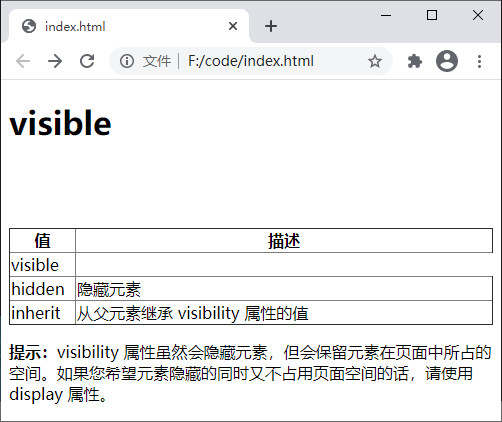 index.html
文件 F:/code/index.html
visible
值 描述
visible
hidden 隐藏元素
inherit 从父元素继承 visibility 属性的值
提示：visibility 属性虽然会隐藏元素，但会保留元素在页面中所占的
空间。如果您希望元素隐藏的同时又不占用页面空间的话，请使用
display 属性。